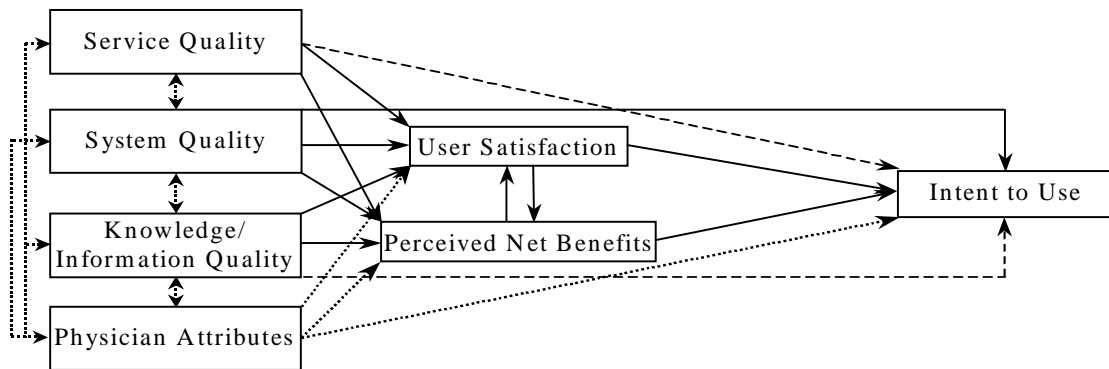 Service Quality
System Quality
User Satisfaction
Intent to Use
Knowledge/
Information Quality
Perceived Net Benefits
Physician Attributes